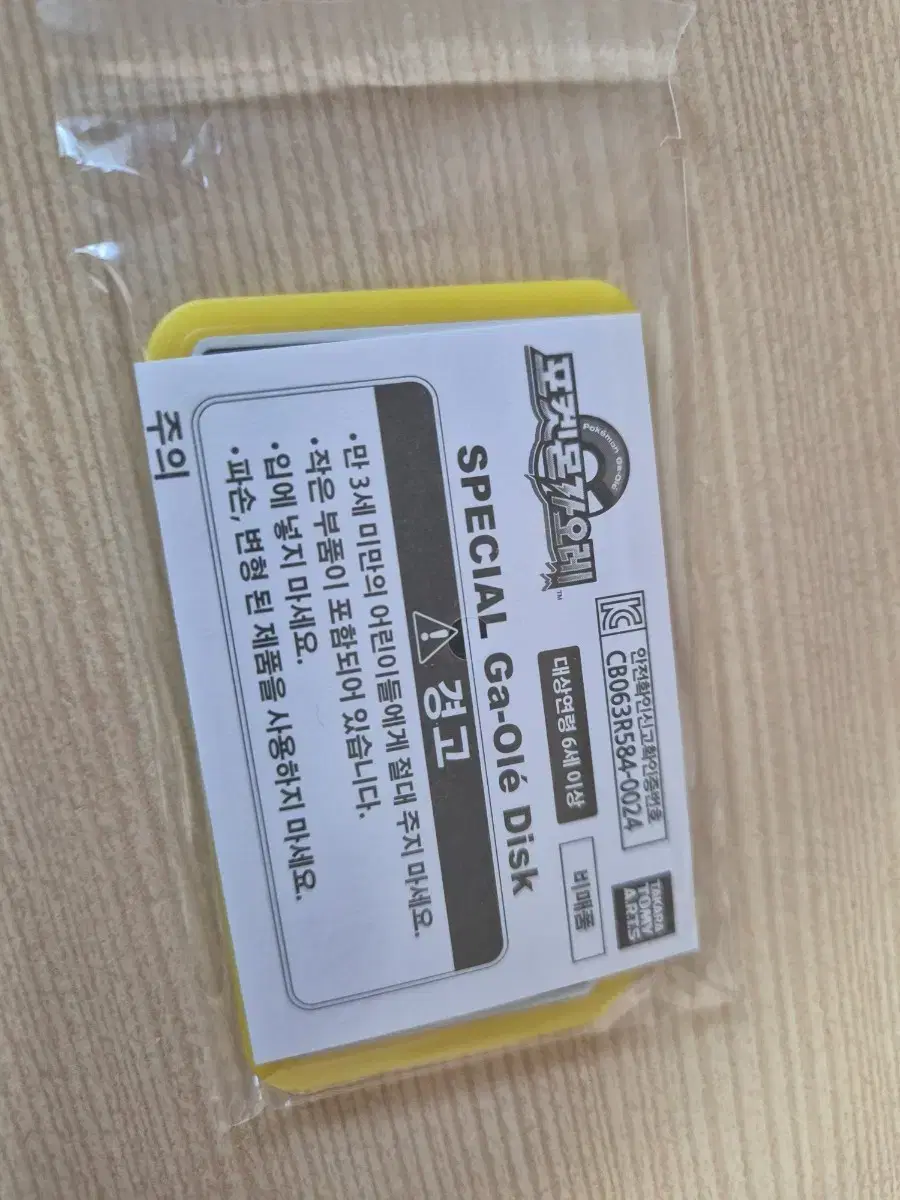 포켓몬 가오레
Pokémon Ga-Olé
TM
안전확인신고확인증번호
CB063R584-0024
TAKARA
TOMY
A.R.T.S
대상연령 6세 이상
비매품
SPECIAL Ga-Olé Disk
경고
•만 3세 미만의 어린이들에게 절대 주지 마세요.
•작은 부품이 포함되어 있습니다.
•입에 넣지 마세요.
•파손, 변형 된 제품을 사용하지 마세요.
주의